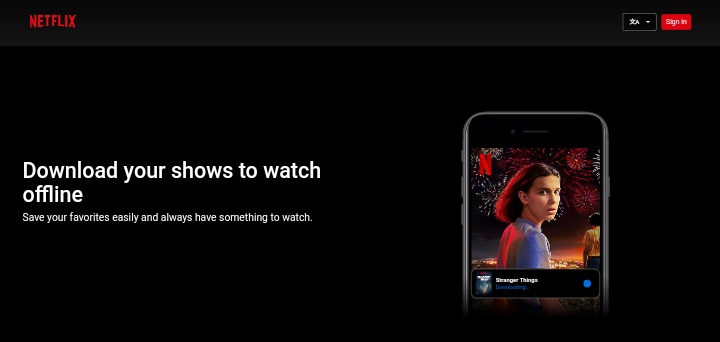 NETFLIX
Sign In
Download your shows to watch
offline
Save your favorites easily and always have something to watch.
N
Stranger Things
Downloading...